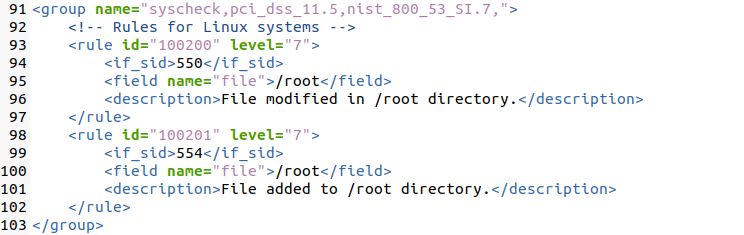 91 <group name="syscheck,pci_dss_11.5,nist_800_53_SI.7,">
92     <!-- Rules for Linux systems -->
93     <rule id="100200" level="7">
94         <if_sid>550</if_sid>
95         <field name="file">/root</field>
96         <description>File modified in /root directory.</description>
97     </rule>
98     <rule id="100201" level="7">
99         <if_sid>554</if_sid>
100         <field name="file">/root</field>
101         <description>File added to /root directory.</description>
102     </rule>
103 </group>